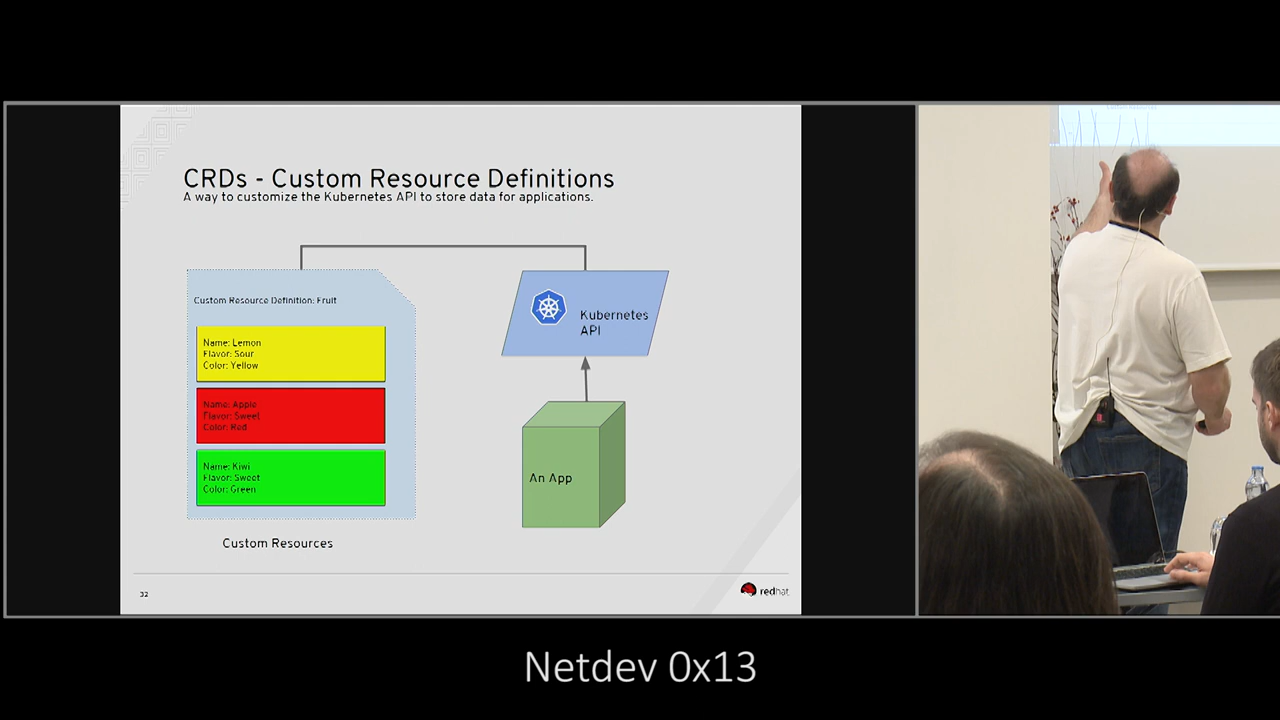 CRDs - Custom Resource Definitions
A way to customize the Kubernetes API to store data for applications.
Custom Resource Definition: Fruit
Name: Lemon
Flavor: Sour
Color: Yellow
Name: Apple
Flavor: Sweet
Color: Red
Name: Kiwi
Flavor: Sweet
Color: Green
Custom Resources
Kubernetes
API
An App
32
redhat
Netdev 0x13